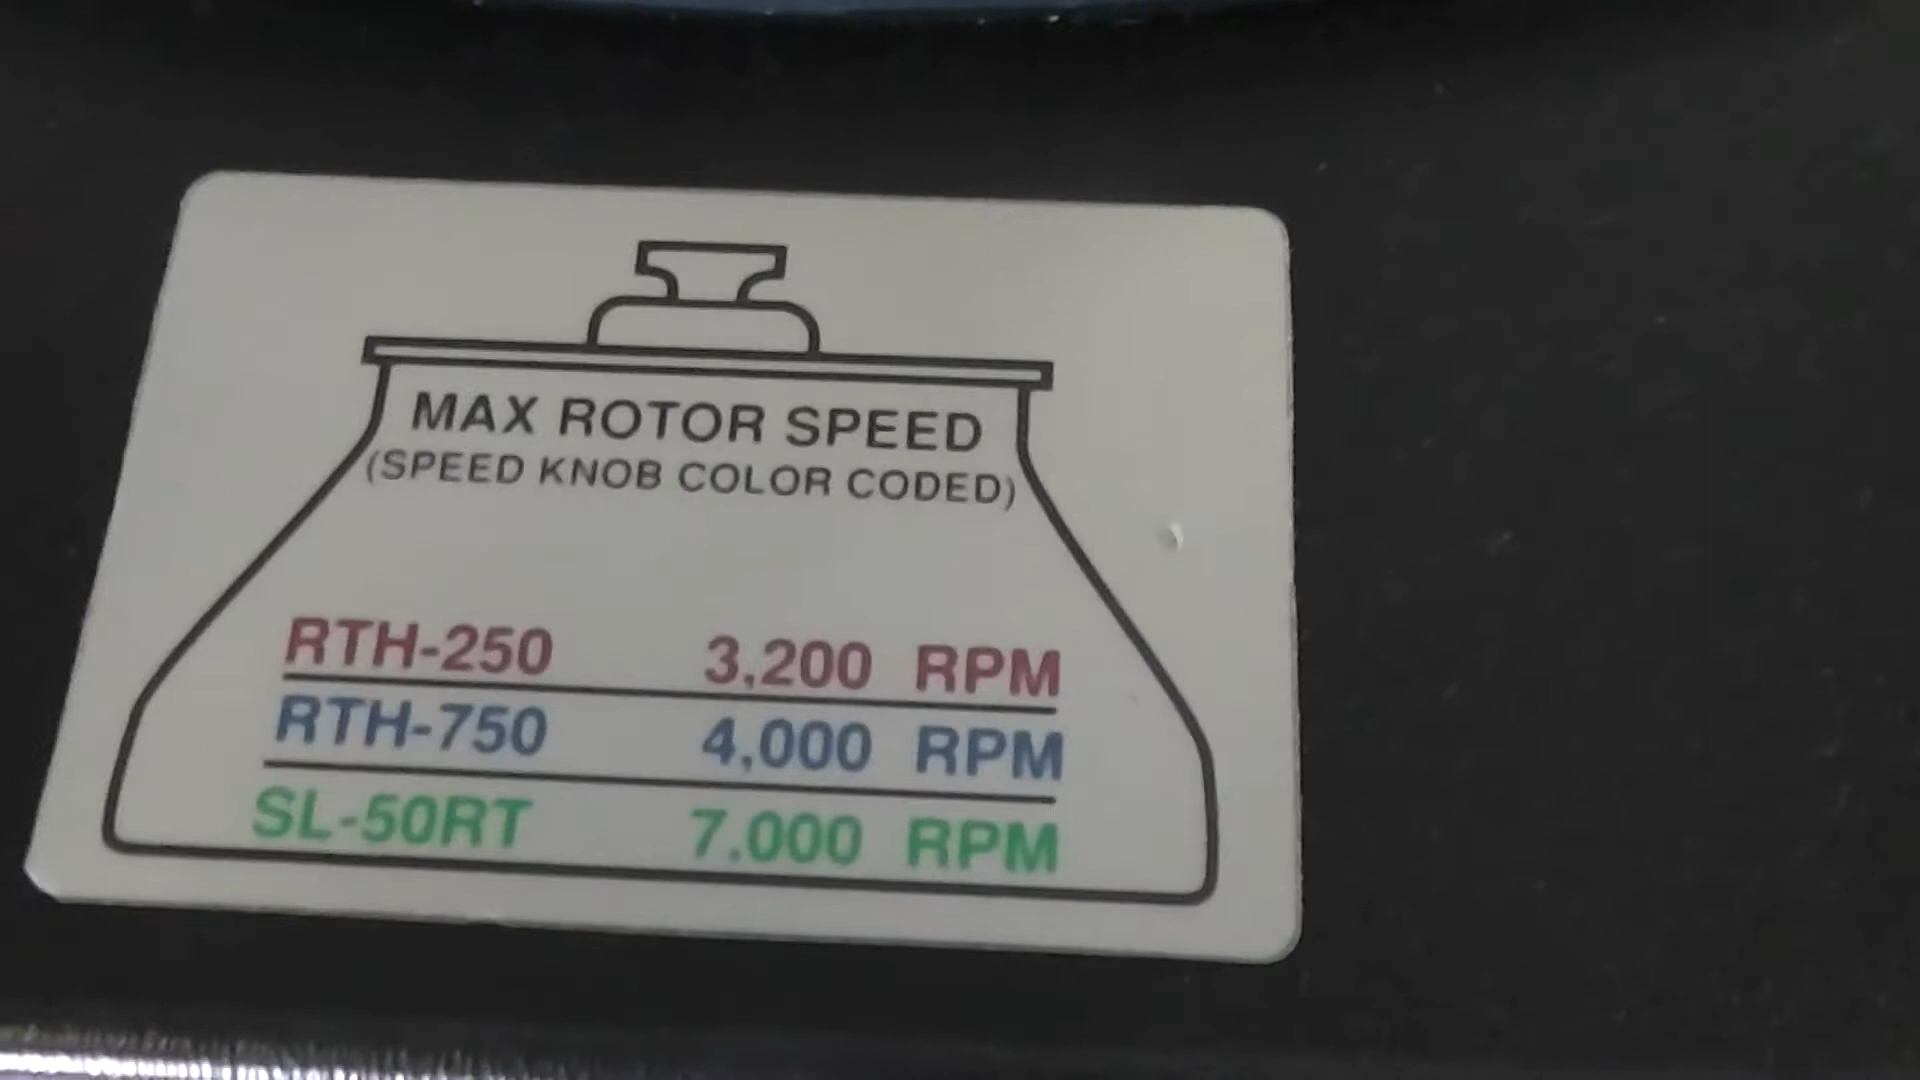 MAX ROTOR SPEED
(SPEED KNOB COLOR CODED)
RTH-250 3,200 RPM
RTH-750 4,000 RPM
SL-50RT 7,000 RPM